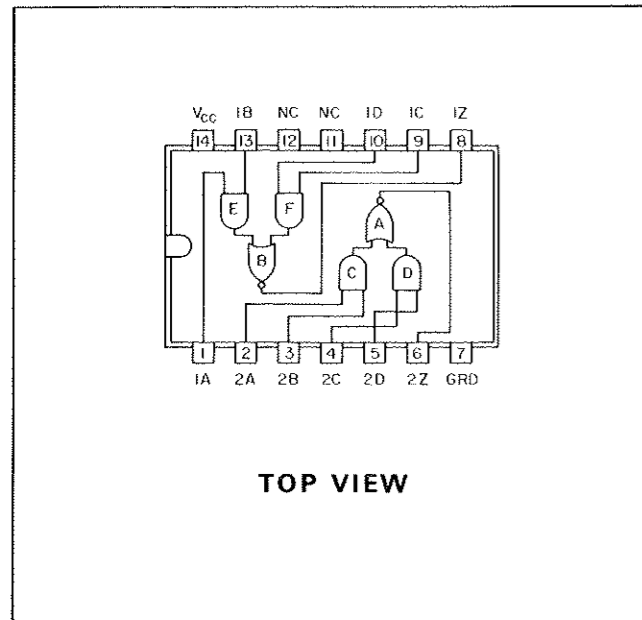 VCC 1B NC NC 1D 1C 1Z
14 13 12 11 10 9 8
E F
A
B
C D
1 2 3 4 5 6 7
1A 2A 2B 2C 2D 2Z GRD
TOP VIEW